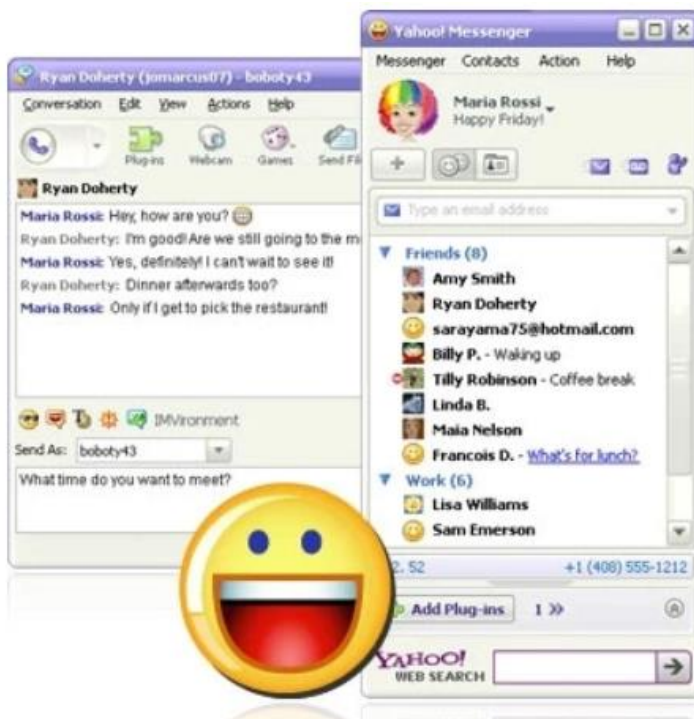 Ryan Doherty (jomarcus07) - boboty43
Conversation Edit View Actions Help
Plug-ins Webcam Games Send Fil
Ryan Doherty
Maria Rossi: Hey, how are you?
Ryan Doherty: I'm good! Are we still going to the m
Maria Rossi: Yes, definitely! I can't wait to see it!
Ryan Doherty: Dinner afterwards too?
Maria Rossi: Only if I get to pick the restaurant!
IMVironment
Send As: boboty43
What time do you want to meet?
Yahoo! Messenger
Messenger Contacts Action Help
Maria Rossi
Happy Friday!
Type an email address
Friends (8)
Amy Smith
Ryan Doherty
sarayama75@hotmail.com
Billy P. - Waking up
Tilly Robinson - Coffee break
Linda B.
Maia Nelson
Francois D. - What's for lunch?
Work (6)
Lisa Williams
Sam Emerson
2. 52 +1 (408) 555-1212
Add Plug-ins 1 >>
YAHOO!
WEB SEARCH